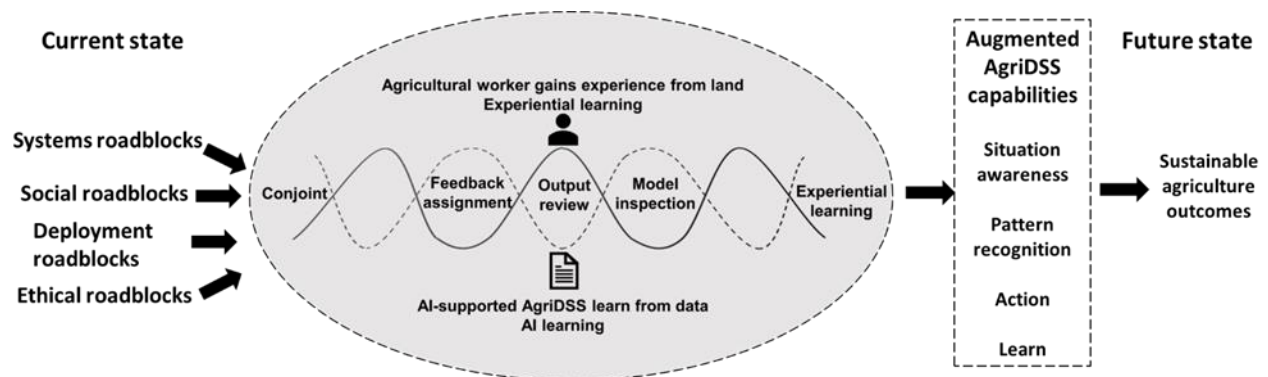 Current state
Systems roadblocks
Social roadblocks
Deployment
roadblocks
Ethical roadblocks
Agricultural worker gains experience from land
Experiential learning
Conjoint
Feedback
assignment
Output
review
Model
inspection
Experiential
learning
AI-supported AgriDSS learn from data
AI learning
Augmented
AgriDSS
capabilities
Situation
awareness
Pattern
recognition
Action
Learn
Future state
Sustainable
agriculture
outcomes